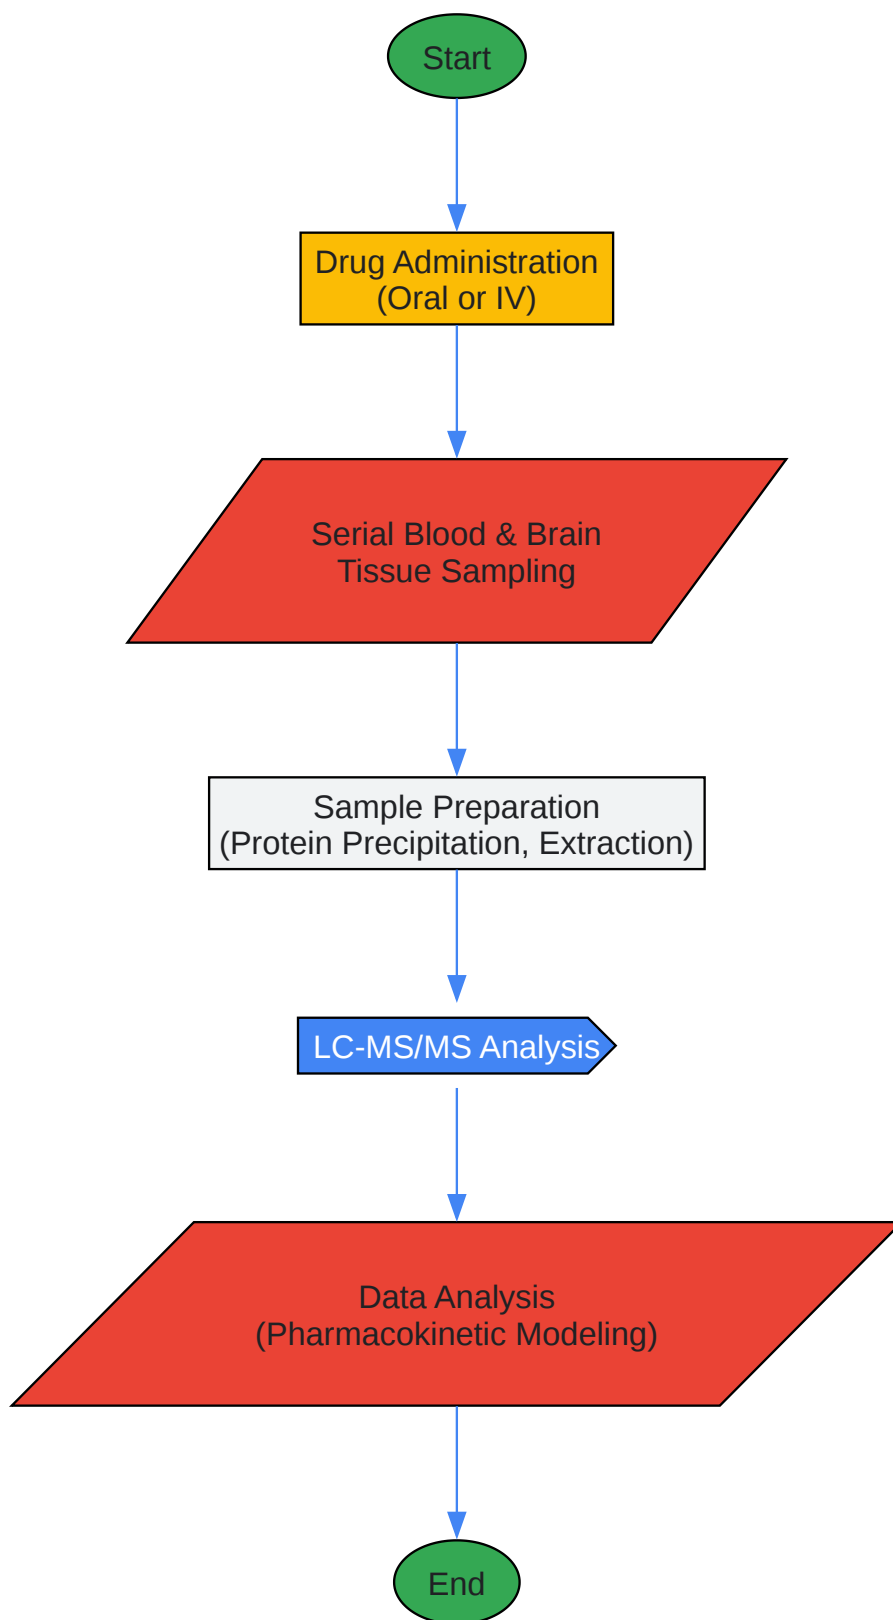 Start
Drug Administration
(Oral or IV)
Serial Blood & Brain
Tissue Sampling
Sample Preparation
(Protein Precipitation, Extraction)
LC-MS/MS Analysis
Data Analysis
(Pharmacokinetic Modeling)
End